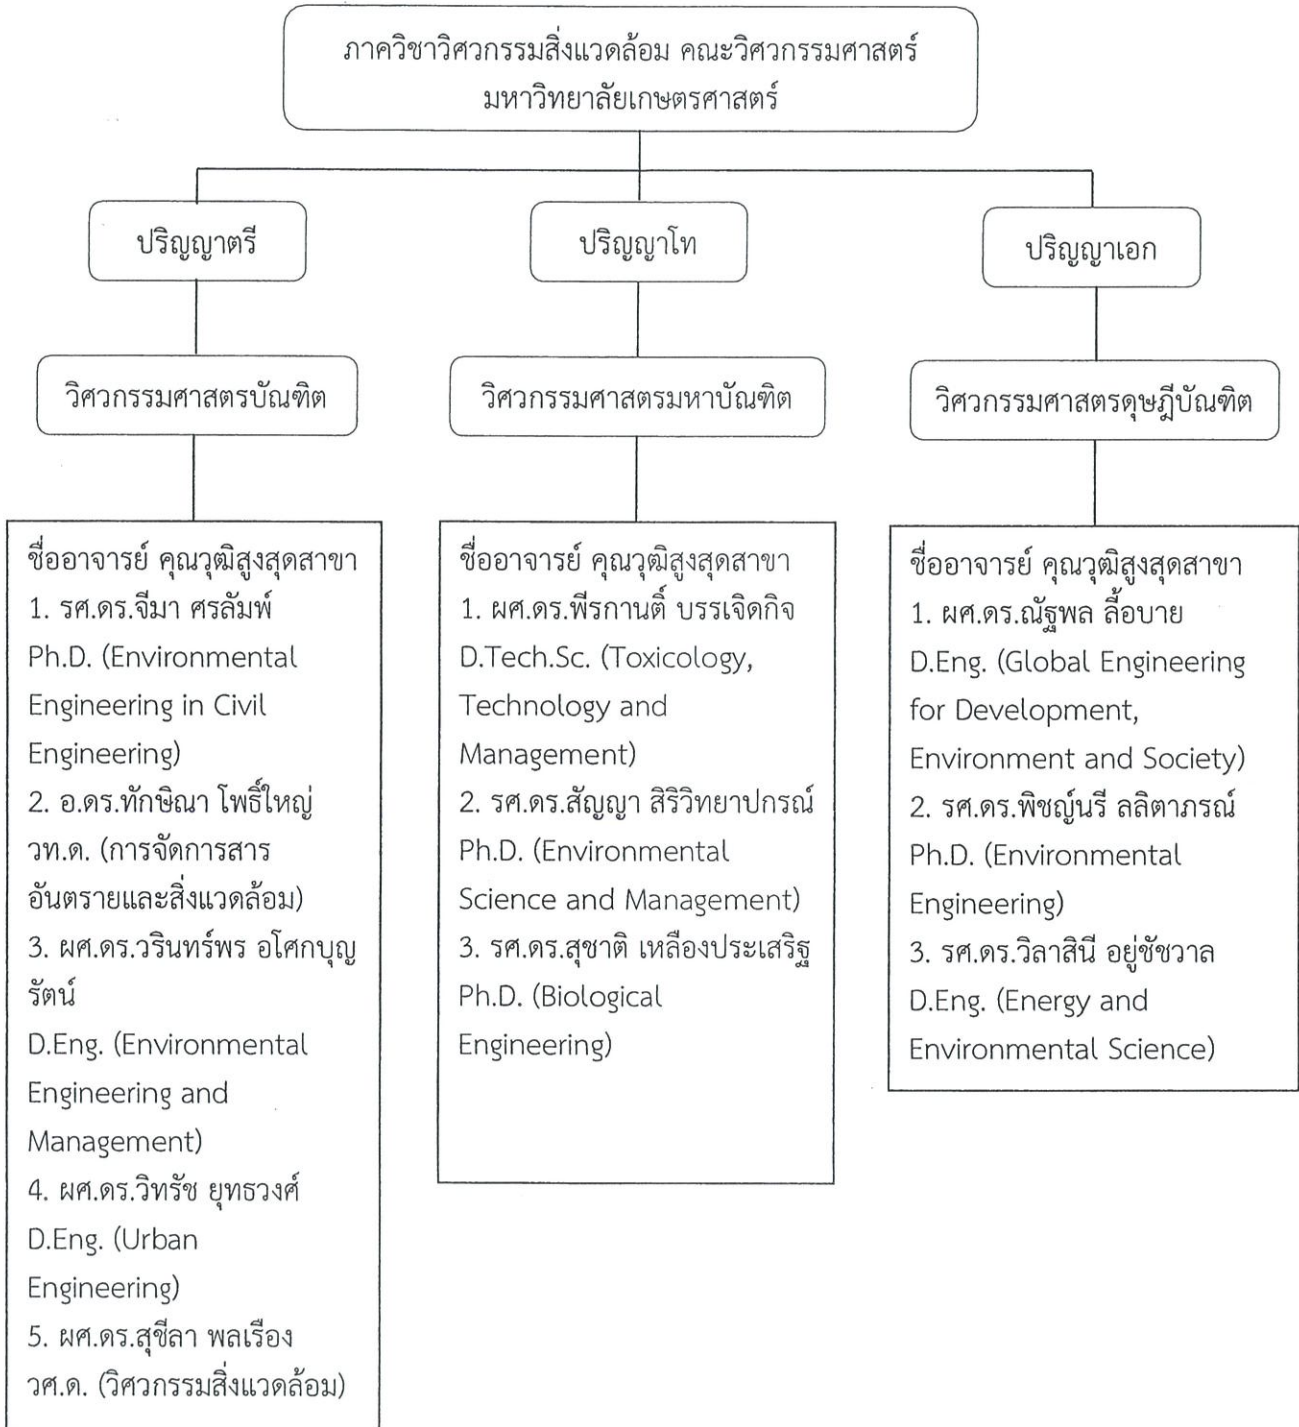 ภาควิชาวิศวกรรมสิ่งแวดล้อม คณะวิศวกรรมศาสตร์
มหาวิทยาลัยเกษตรศาสตร์
ปริญญาตรี
ปริญญาโท
ปริญญาเอก
วิศวกรรมศาสตรบัณฑิต
วิศวกรรมศาสตรมหาบัณฑิต
วิศวกรรมศาสตรดุษฎีบัณฑิต
ชื่ออาจารย์ คุณวุฒิสูงสุดสาขา
1. รศ.ดร.จีมา ศรลัมพ์
Ph.D. (Environmental
Engineering in Civil
Engineering)
2. อ.ดร.ทักษิณา โพธิ์ใหญ่
วท.ด. (การจัดการสาร
อันตรายและสิ่งแวดล้อม)
3. ผศ.ดร.วรินทร์พร อโศกบุญ
รัตน์
D.Eng. (Environmental
Engineering and
Management)
4. ผศ.ดร.วิทรัช ยุทธวงศ์
D.Eng. (Urban
Engineering)
5. ผศ.ดร.สุชีลา พลเรือง
วศ.ด. (วิศวกรรมสิ่งแวดล้อม)
ชื่ออาจารย์ คุณวุฒิสูงสุดสาขา
1. ผศ.ดร.พีรกานติ์ บรรเจิดกิจ
D.Tech.Sc. (Toxicology,
Technology and
Management)
2. รศ.ดร.สัญญา สิริวิทยาปกรณ์
Ph.D. (Environmental
Science and Management)
3. รศ.ดร.สุชาติ เหลืองประเสริฐ
Ph.D. (Biological
Engineering)
ชื่ออาจารย์ คุณวุฒิสูงสุดสาขา
1. ผศ.ดร.ณัฐพล ลี้อบาย
D.Eng. (Global Engineering
for Development,
Environment and Society)
2. รศ.ดร.พิชญ์นรี ลลิตาภรณ์
Ph.D. (Environmental
Engineering)
3. รศ.ดร.วิลาสินี อยู่ชัชวาล
D.Eng. (Energy and
Environmental Science)